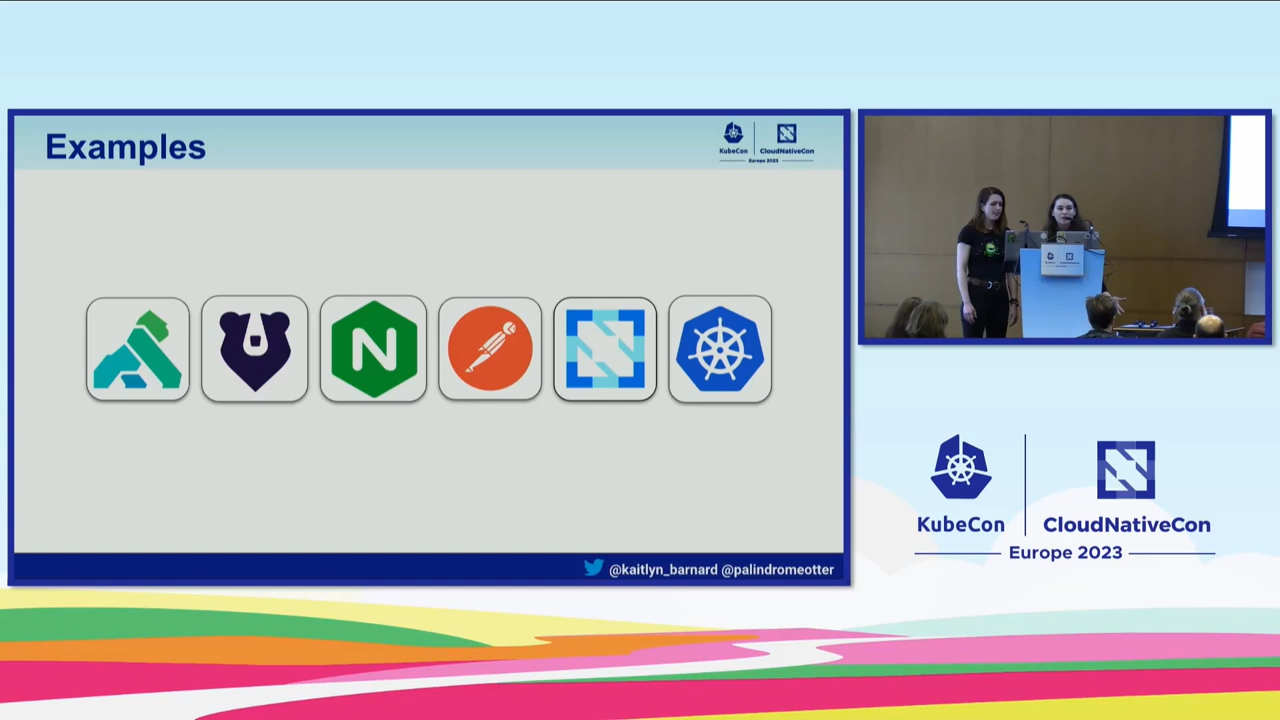 Examples
KubeCon
CloudNativeCon
Europe 2023
N
@kaitlyn_barnard @palindromeotter
KubeCon
CloudNativeCon
Europe 2023